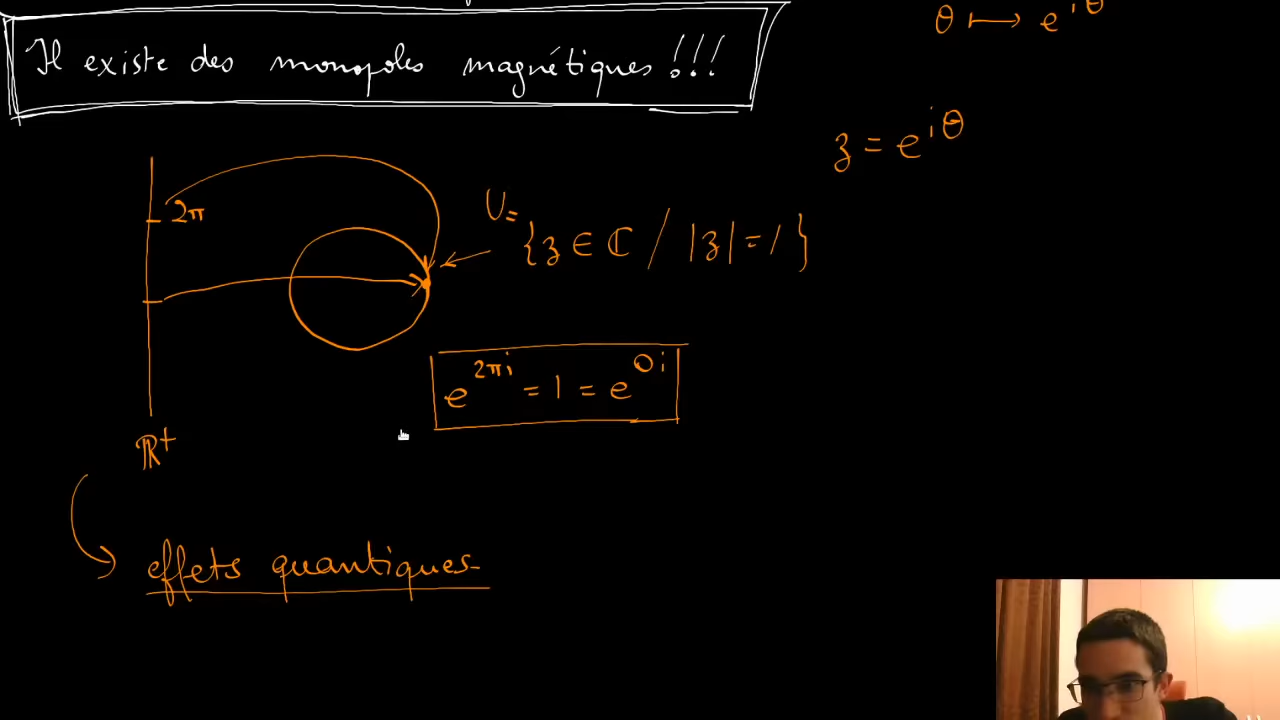 Il existe des monopoles magnétiques !!!
θ ⟼ e^{iθ}
z = e^{iθ}
2π
U = {z ∈ ℂ / |z| = 1}
e^{2πi} = 1 = e^{0i}
ℝ⁺
effets quantiques